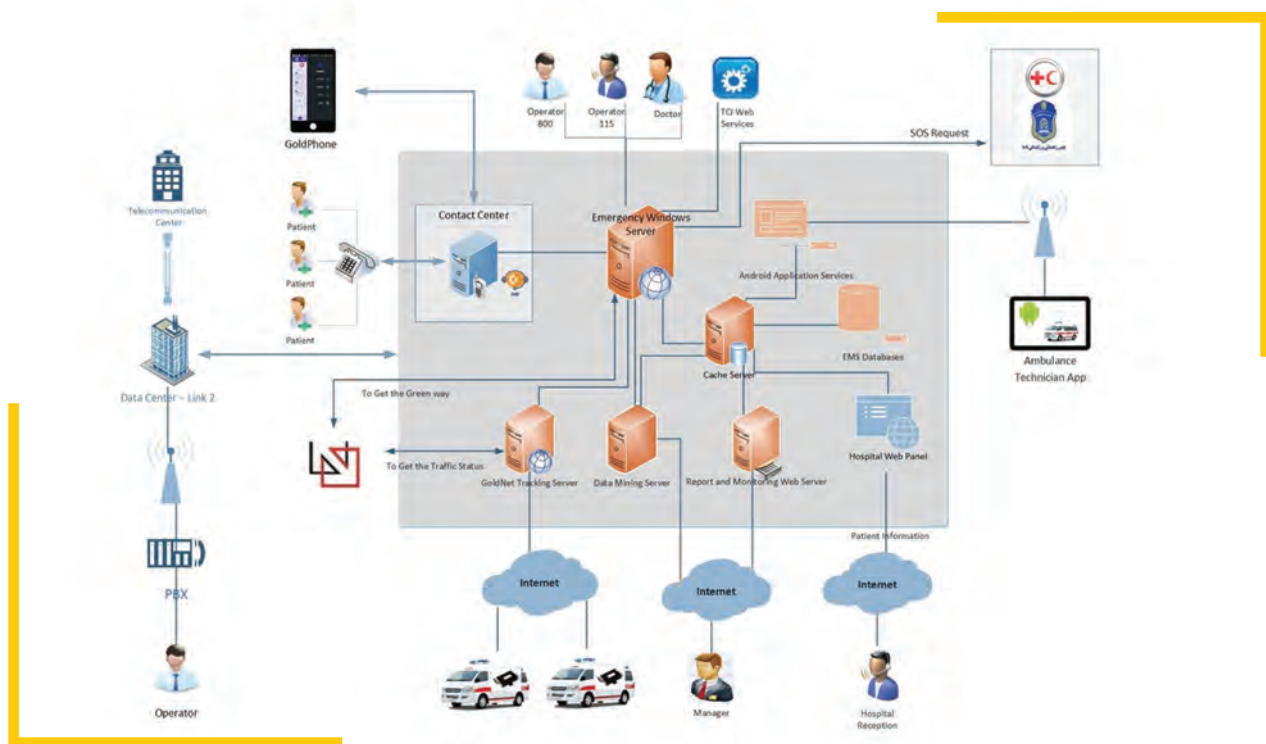 GoldPhone
Operator
800
Operator
115
Doctor
TCI Web
Services
SOS Request
Telecommunication
Center
Patient
Patient
Patient
Contact Center
Emergency Windows
Server
Android Application Services
EMS Databases
Cache Server
Ambulance
Technician App
Data Center – Link 2
To Get the Green way
To Get the Traffic Status
GoldNet Tracking Server
Data Mining Server
Report and Monitoring Web Server
Hospital Web Panel
Patient Information
PBX
Internet
Internet
Internet
Operator
Manager
Hospital
Reception